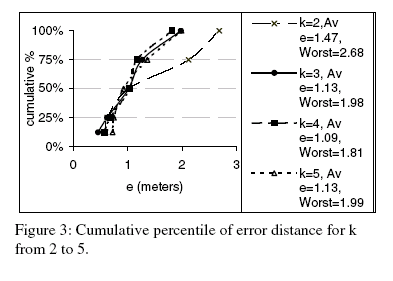 100%
75%
50%
25%
0%
cumulative %
0
1
2
3
e (meters)
k=2,Av
e=1.47,
Worst=2.68
k=3, Av
e=1.13,
Worst=1.98
k=4, Av
e=1.09,
Worst=1.81
k=5, Av
e=1.13,
Worst=1.99
Figure 3: Cumulative percentile of error distance for k
from 2 to 5.